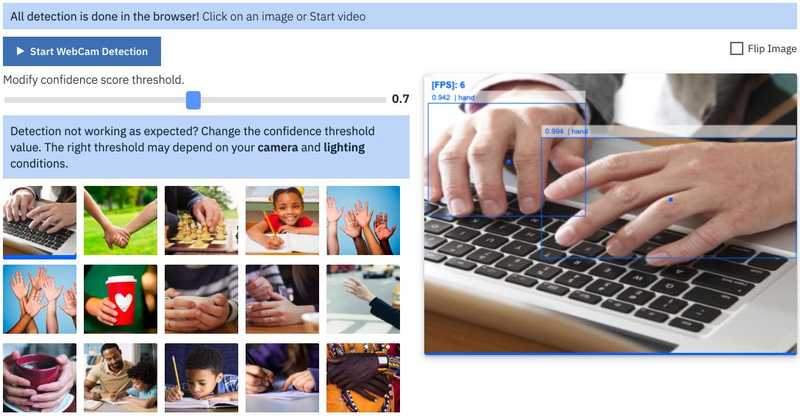 All detection is done in the browser! Click on an image or Start video
Start WebCam Detection
Flip Image
Modify confidence score threshold.
0.7
Detection not working as expected? Change the confidence threshold
value. The right threshold may depend on your camera and lighting
conditions.
[FPS]: 6
0.942 | hand
0.994 | hand